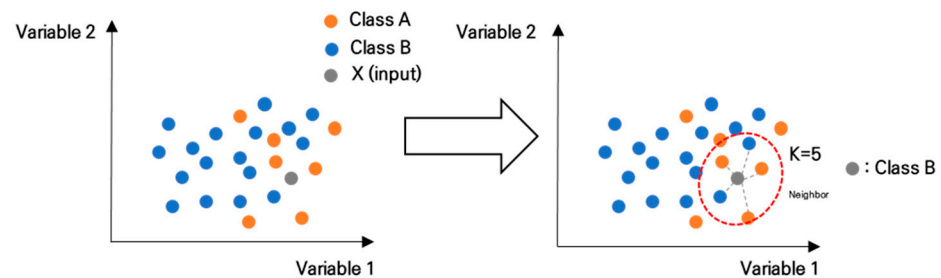 Variable 2
Class A
Class B
X (input)
Variable 1
Variable 2
K=5
Neighbor
: Class B
Variable 1